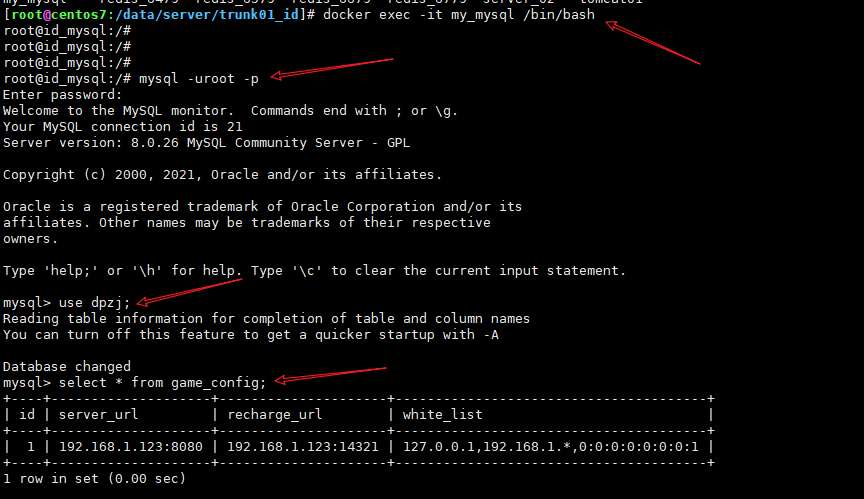 [root@centos7:/data/server/trunk01_id]# docker exec -it my_mysql /bin/bash
root@id_mysql:/#
root@id_mysql:/#
root@id_mysql:/#
root@id_mysql:/# mysql -uroot -p
Enter password:
Welcome to the MySQL monitor.  Commands end with ; or \g.
Your MySQL connection id is 21
Server version: 8.0.26 MySQL Community Server - GPL
Copyright (c) 2000, 2021, Oracle and/or its affiliates.
Oracle is a registered trademark of Oracle Corporation and/or its
affiliates. Other names may be trademarks of their respective
owners.
Type 'help;' or '\h' for help. Type '\c' to clear the current input statement.
mysql> use dpzj;
Reading table information for completion of table and column names
You can turn off this feature to get a quicker startup with -A
Database changed
mysql> select * from game_config;
+----+--------------------+---------------------+---------------------------------------+
| id | server_url         | recharge_url        | white_list                            |
+----+--------------------+---------------------+---------------------------------------+
|  1 | 192.168.1.123:8080 | 192.168.1.123:14321 | 127.0.0.1,192.168.1.*,0:0:0:0:0:0:0:1 |
+----+--------------------+---------------------+---------------------------------------+
1 row in set (0.00 sec)